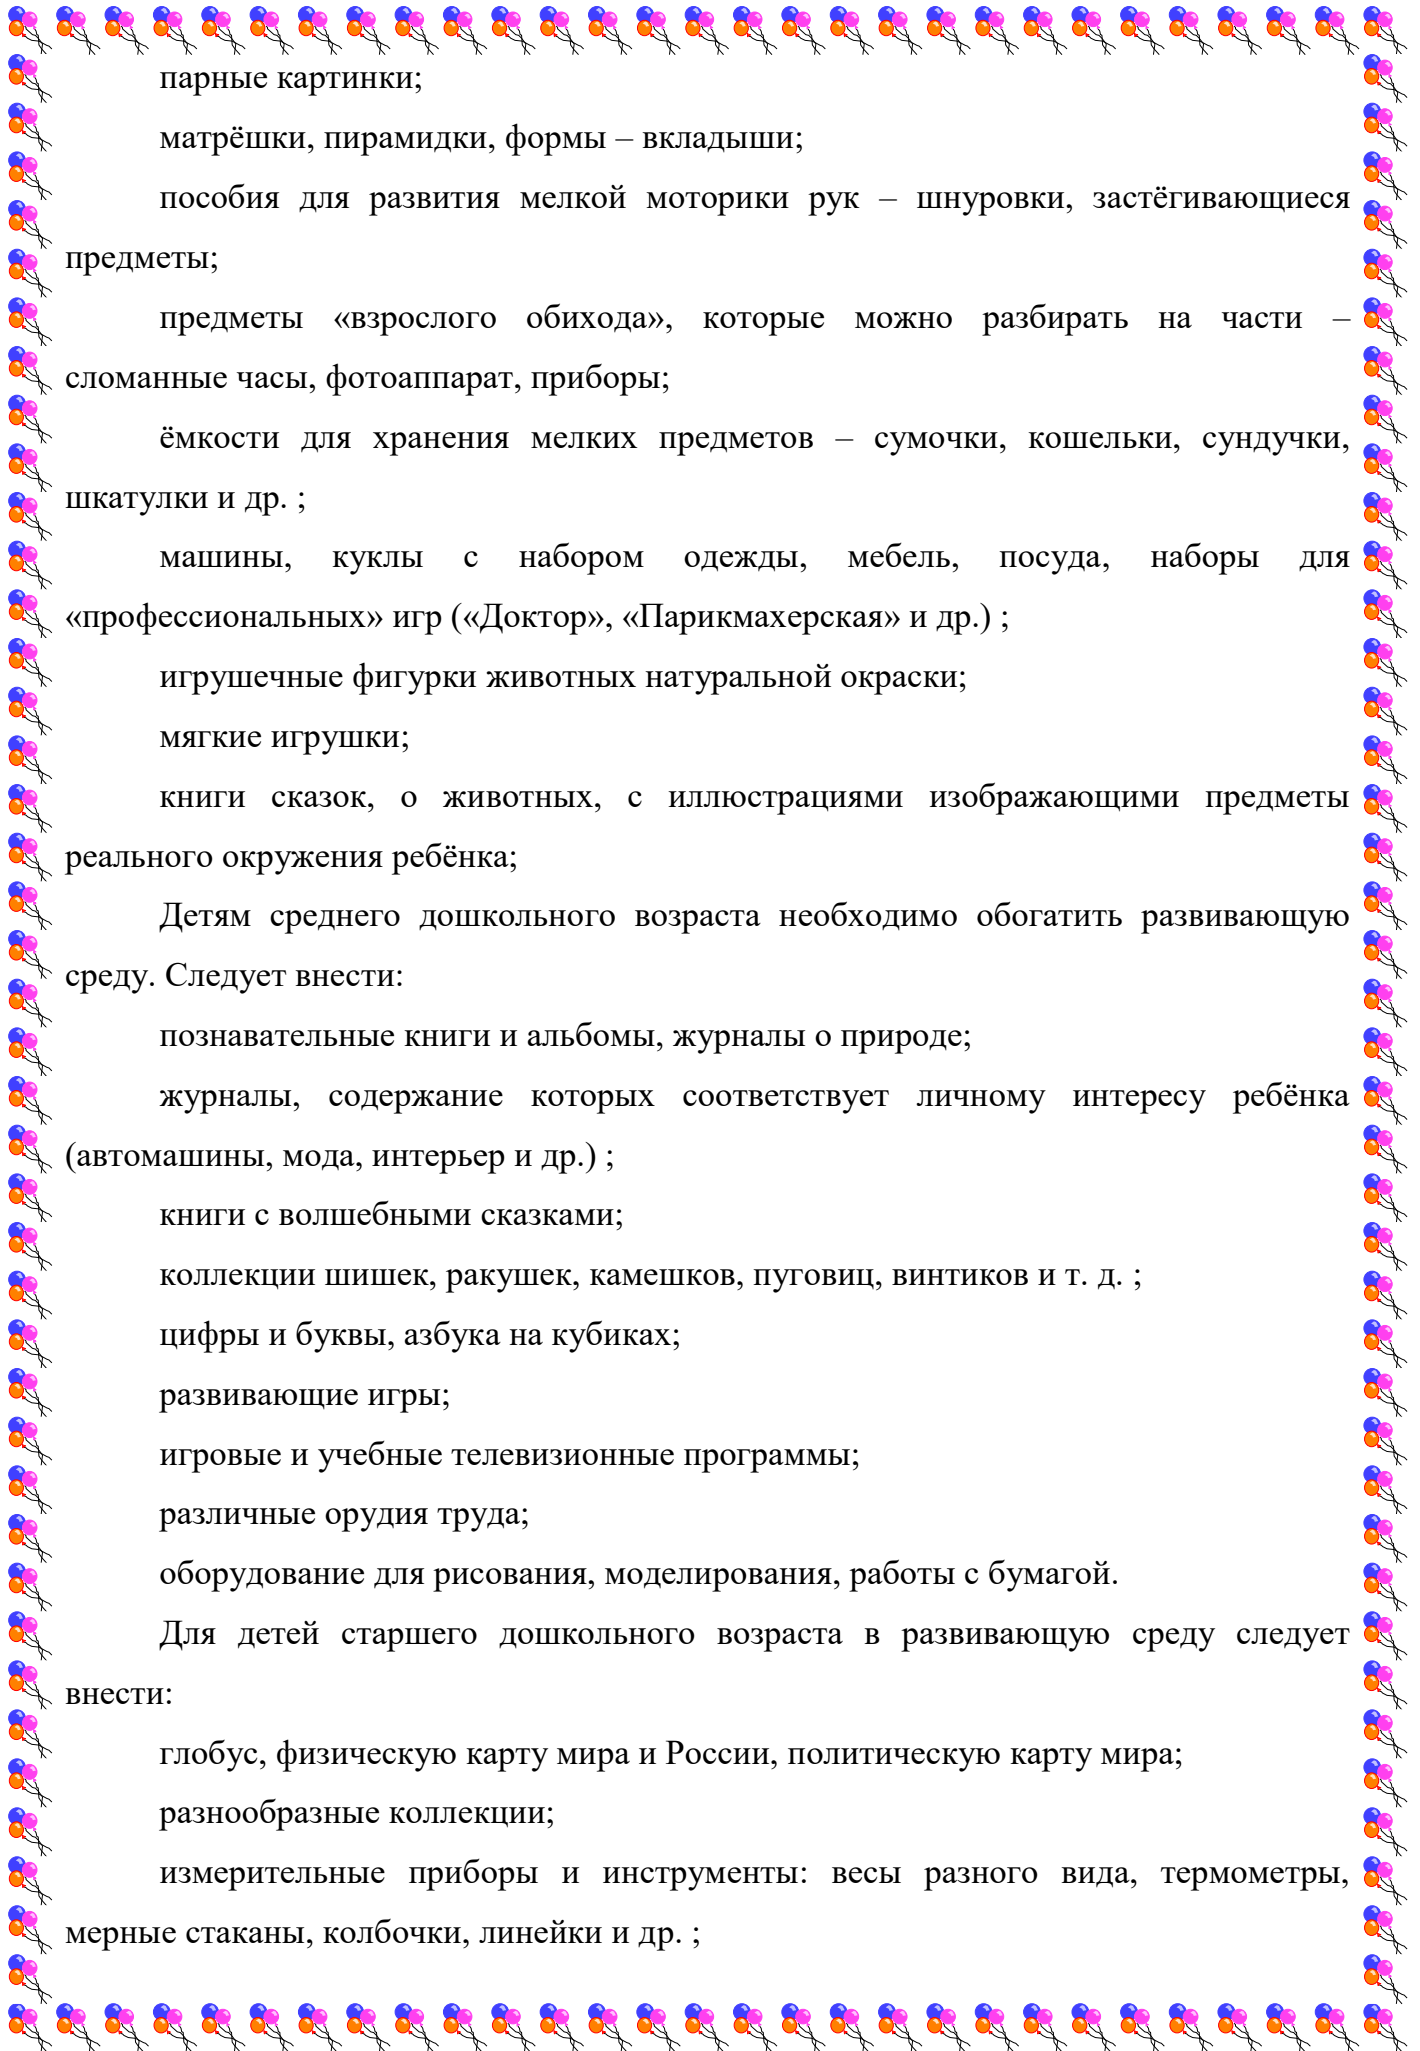 парные картинки;
матрёшки, пирамидки, формы – вкладыши;
пособия для развития мелкой моторики рук – шнуровки, застёгивающиеся
предметы;
предметы «взрослого обихода», которые можно разбирать на части –
сломанные часы, фотоаппарат, приборы;
ёмкости для хранения мелких предметов – сумочки, кошельки, сундучки,
шкатулки и др. ;
машины, куклы с набором одежды, мебель, посуда, наборы для
«профессиональных» игр («Доктор», «Парикмахерская» и др.) ;
игрушечные фигурки животных натуральной окраски;
мягкие игрушки;
книги сказок, о животных, с иллюстрациями изображающими предметы
реального окружения ребёнка;
Детям среднего дошкольного возраста необходимо обогатить развивающую
среду. Следует внести:
познавательные книги и альбомы, журналы о природе;
журналы, содержание которых соответствует личному интересу ребёнка
(автомашины, мода, интерьер и др.) ;
книги с волшебными сказками;
коллекции шишек, ракушек, камешков, пуговиц, винтиков и т. д. ;
цифры и буквы, азбука на кубиках;
развивающие игры;
игровые и учебные телевизионные программы;
различные орудия труда;
оборудование для рисования, моделирования, работы с бумагой.
Для детей старшего дошкольного возраста в развивающую среду следует
внести:
глобус, физическую карту мира и России, политическую карту мира;
разнообразные коллекции;
измерительные приборы и инструменты: весы разного вида, термометры,
мерные стаканы, колбочки, линейки и др. ;